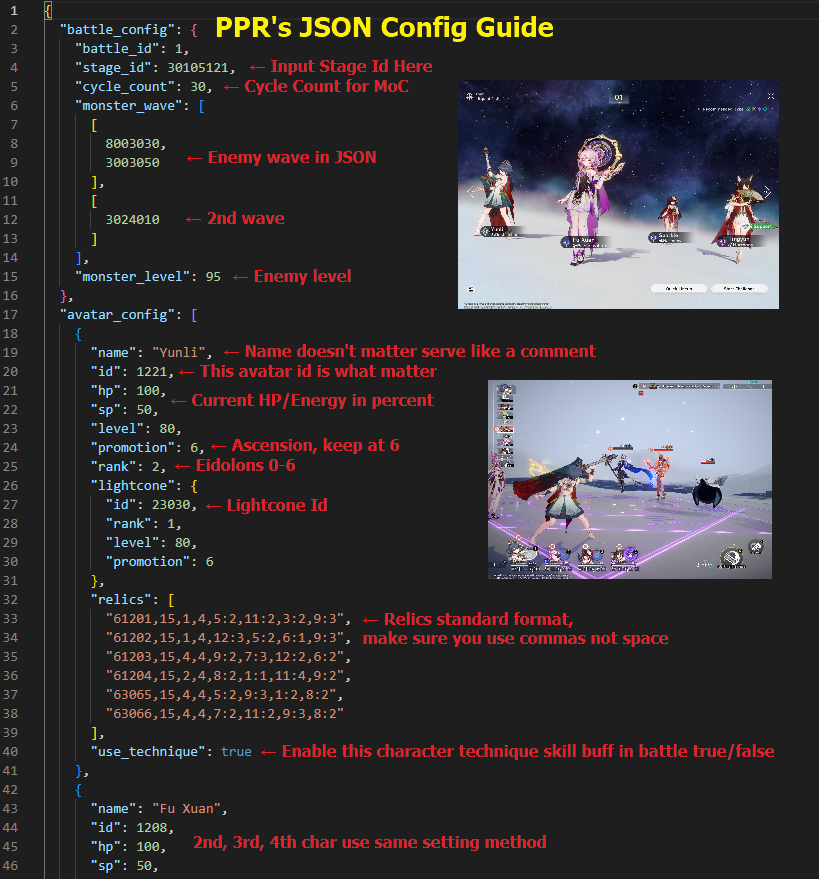 PPR's JSON Config Guide
1 {
2 "battle_config": {
3 "battle_id": 1,
4 "stage_id": 30105121, ← Input Stage Id Here
5 "cycle_count": 30, ← Cycle Count for MoC
6 "monster_wave": [
7 [
8 8003030,
9 3003050 ← Enemy wave in JSON
10 ],
11 [
12 3024010 ← 2nd wave
13 ]
14 ],
15 "monster_level": 95 ← Enemy level
16 },
17 "avatar_config": [
18 {
19 "name": "Yunli", ← Name doesn't matter serve like a comment
20 "id": 1221, ← This avatar id is what matter
21 "hp": 100,
← Current HP/Energy in percent
22 "sp": 50,
23 "level": 80,
24 "promotion": 6, ← Ascension, keep at 6
25 "rank": 2, ← Eidolons 0-6
26 "lightcone": {
27 "id": 23030, ← Lightcone Id
28 "rank": 1,
29 "level": 80,
30 "promotion": 6
31 },
32 "relics": [
33 "61201,15,1,4,5:2,11:2,3:2,9:3", ← Relics standard format,
34 "61202,15,1,4,12:3,5:2,6:1,9:3", make sure you use commas not space
35 "61203,15,4,4,9:2,7:3,12:2,6:2",
36 "61204,15,2,4,8:2,1:1,11:4,9:2",
37 "63065,15,4,4,5:2,9:3,1:2,8:2",
38 "63066,15,4,4,7:2,11:2,9:3,8:2"
39 ],
40 "use_technique": true ← Enable this character technique skill buff in battle true/false
41 },
42 {
43 "name": "Fu Xuan",
44 "id": 1208,
45 "hp": 100, 2nd, 3rd, 4th char use same setting method
46 "sp": 50,
01
Yunli
Fu Xuan
Sparkle
Tingyun